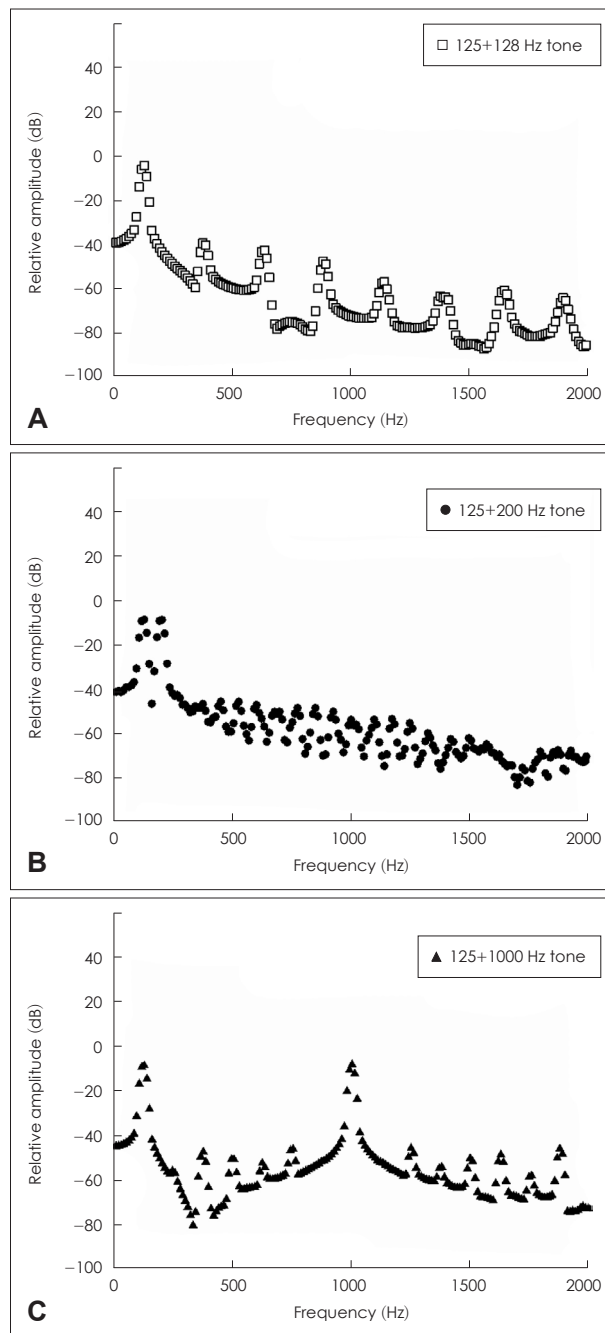 125+128 Hz tone
40
20
0
−20
−40
−60
−80
−100
Relative amplitude (dB)
0 500 1000 1500 2000
Frequency (Hz)
A
125+200 Hz tone
40
20
0
−20
−40
−60
−80
−100
Relative amplitude (dB)
0 500 1000 1500 2000
Frequency (Hz)
B
125+1000 Hz tone
40
20
0
−20
−40
−60
−80
−100
Relative amplitude (dB)
0 500 1000 1500 2000
Frequency (Hz)
C